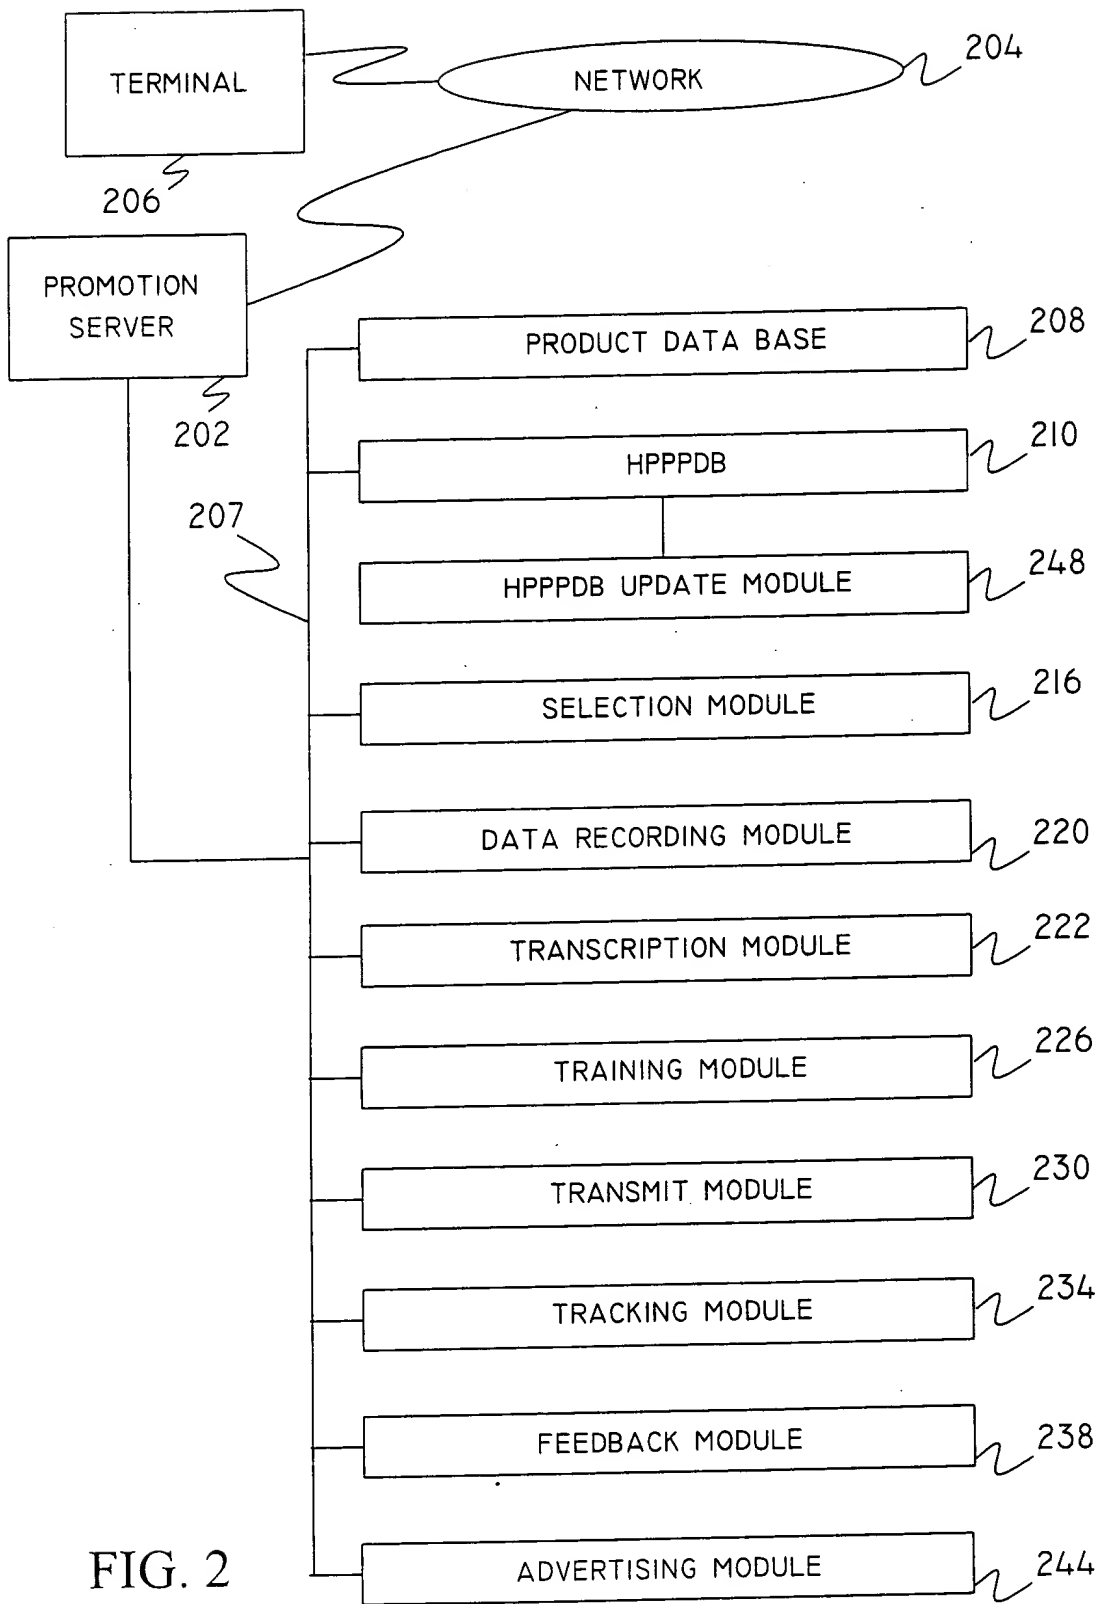 TERMINAL
NETWORK
204
206
PROMOTION
SERVER
202
PRODUCT DATA BASE
208
HPPPDB
210
207
HPPPDB UPDATE MODULE
248
SELECTION MODULE
216
DATA RECORDING MODULE
220
TRANSCRIPTION MODULE
222
TRAINING MODULE
226
TRANSMIT MODULE
230
TRACKING MODULE
234
FEEDBACK MODULE
238
ADVERTISING MODULE
244
FIG. 2